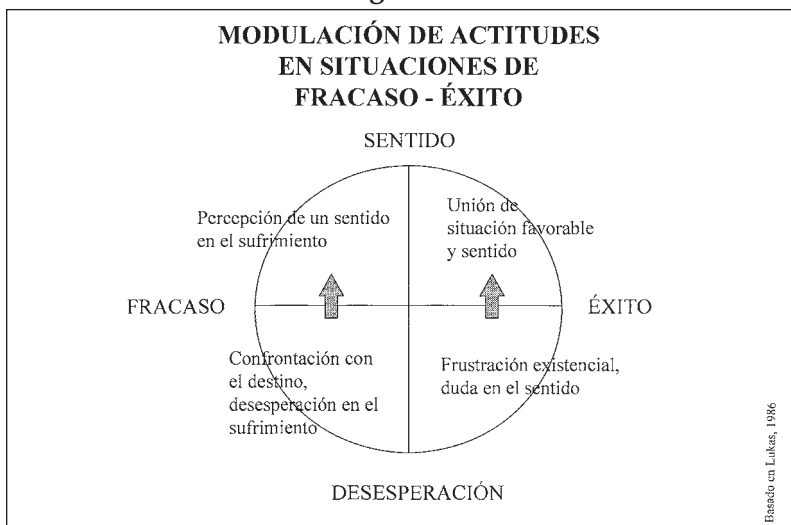 MODULACIÓN DE ACTITUDES
EN SITUACIONES DE
FRACASO - ÉXITO
SENTIDO
Percepción de un sentido
en el sufrimiento
Unión de
situación favorable
y sentido
FRACASO
ÉXITO
Confrontación con
el destino,
desesperación en el
sufrimiento
Frustración existencial,
duda en el sentido
DESESPERACIÓN
Basado en Lukas, 1986